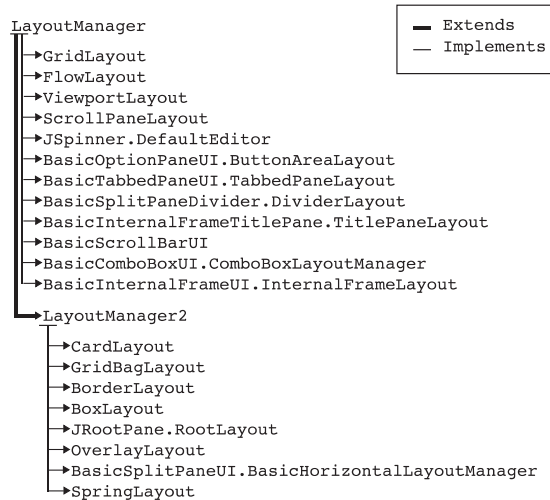 LayoutManager
Extends
Implements
GridLayout
FlowLayout
ViewportLayout
ScrollPaneLayout
JSpinner.DefaultEditor
BasicOptionPaneUI.ButtonAreaLayout
BasicTabbedPaneUI.TabbedPaneLayout
BasicSplitPaneDivider.DividerLayout
BasicInternalFrameTitlePane.TitlePaneLayout
BasicScrollBarUI
BasicComboBoxUI.ComboBoxLayoutManager
BasicInternalFrameUI.InternalFrameLayout
LayoutManager2
CardLayout
GridBagLayout
BorderLayout
BoxLayout
JRootPane.RootLayout
OverlayLayout
BasicSplitPaneUI.BasicHorizontalLayoutManager
SpringLayout